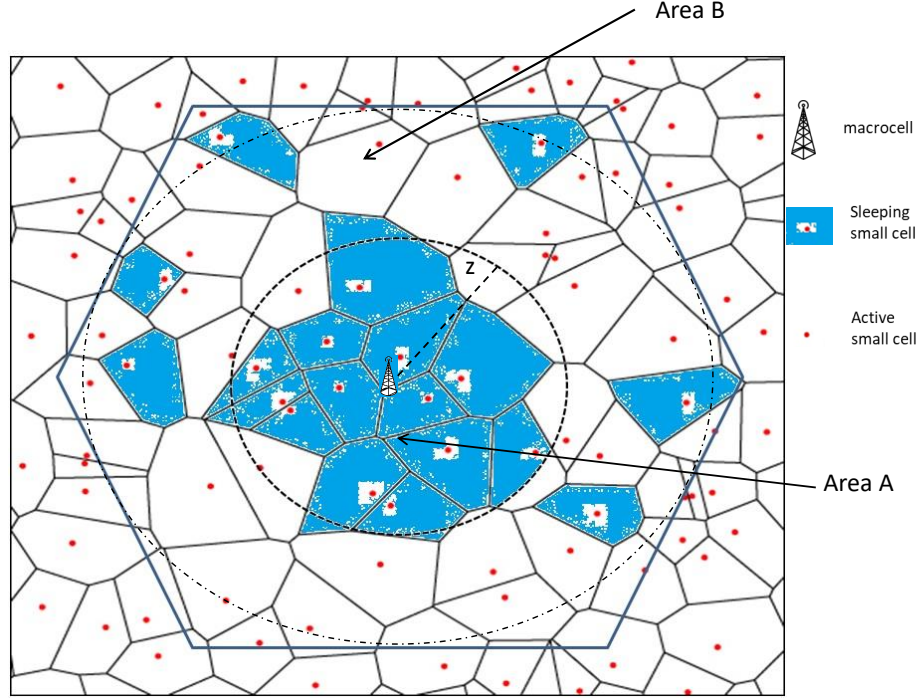 Area B
macrocell
Sleeping
small cell
z
Active
small cell
Area A